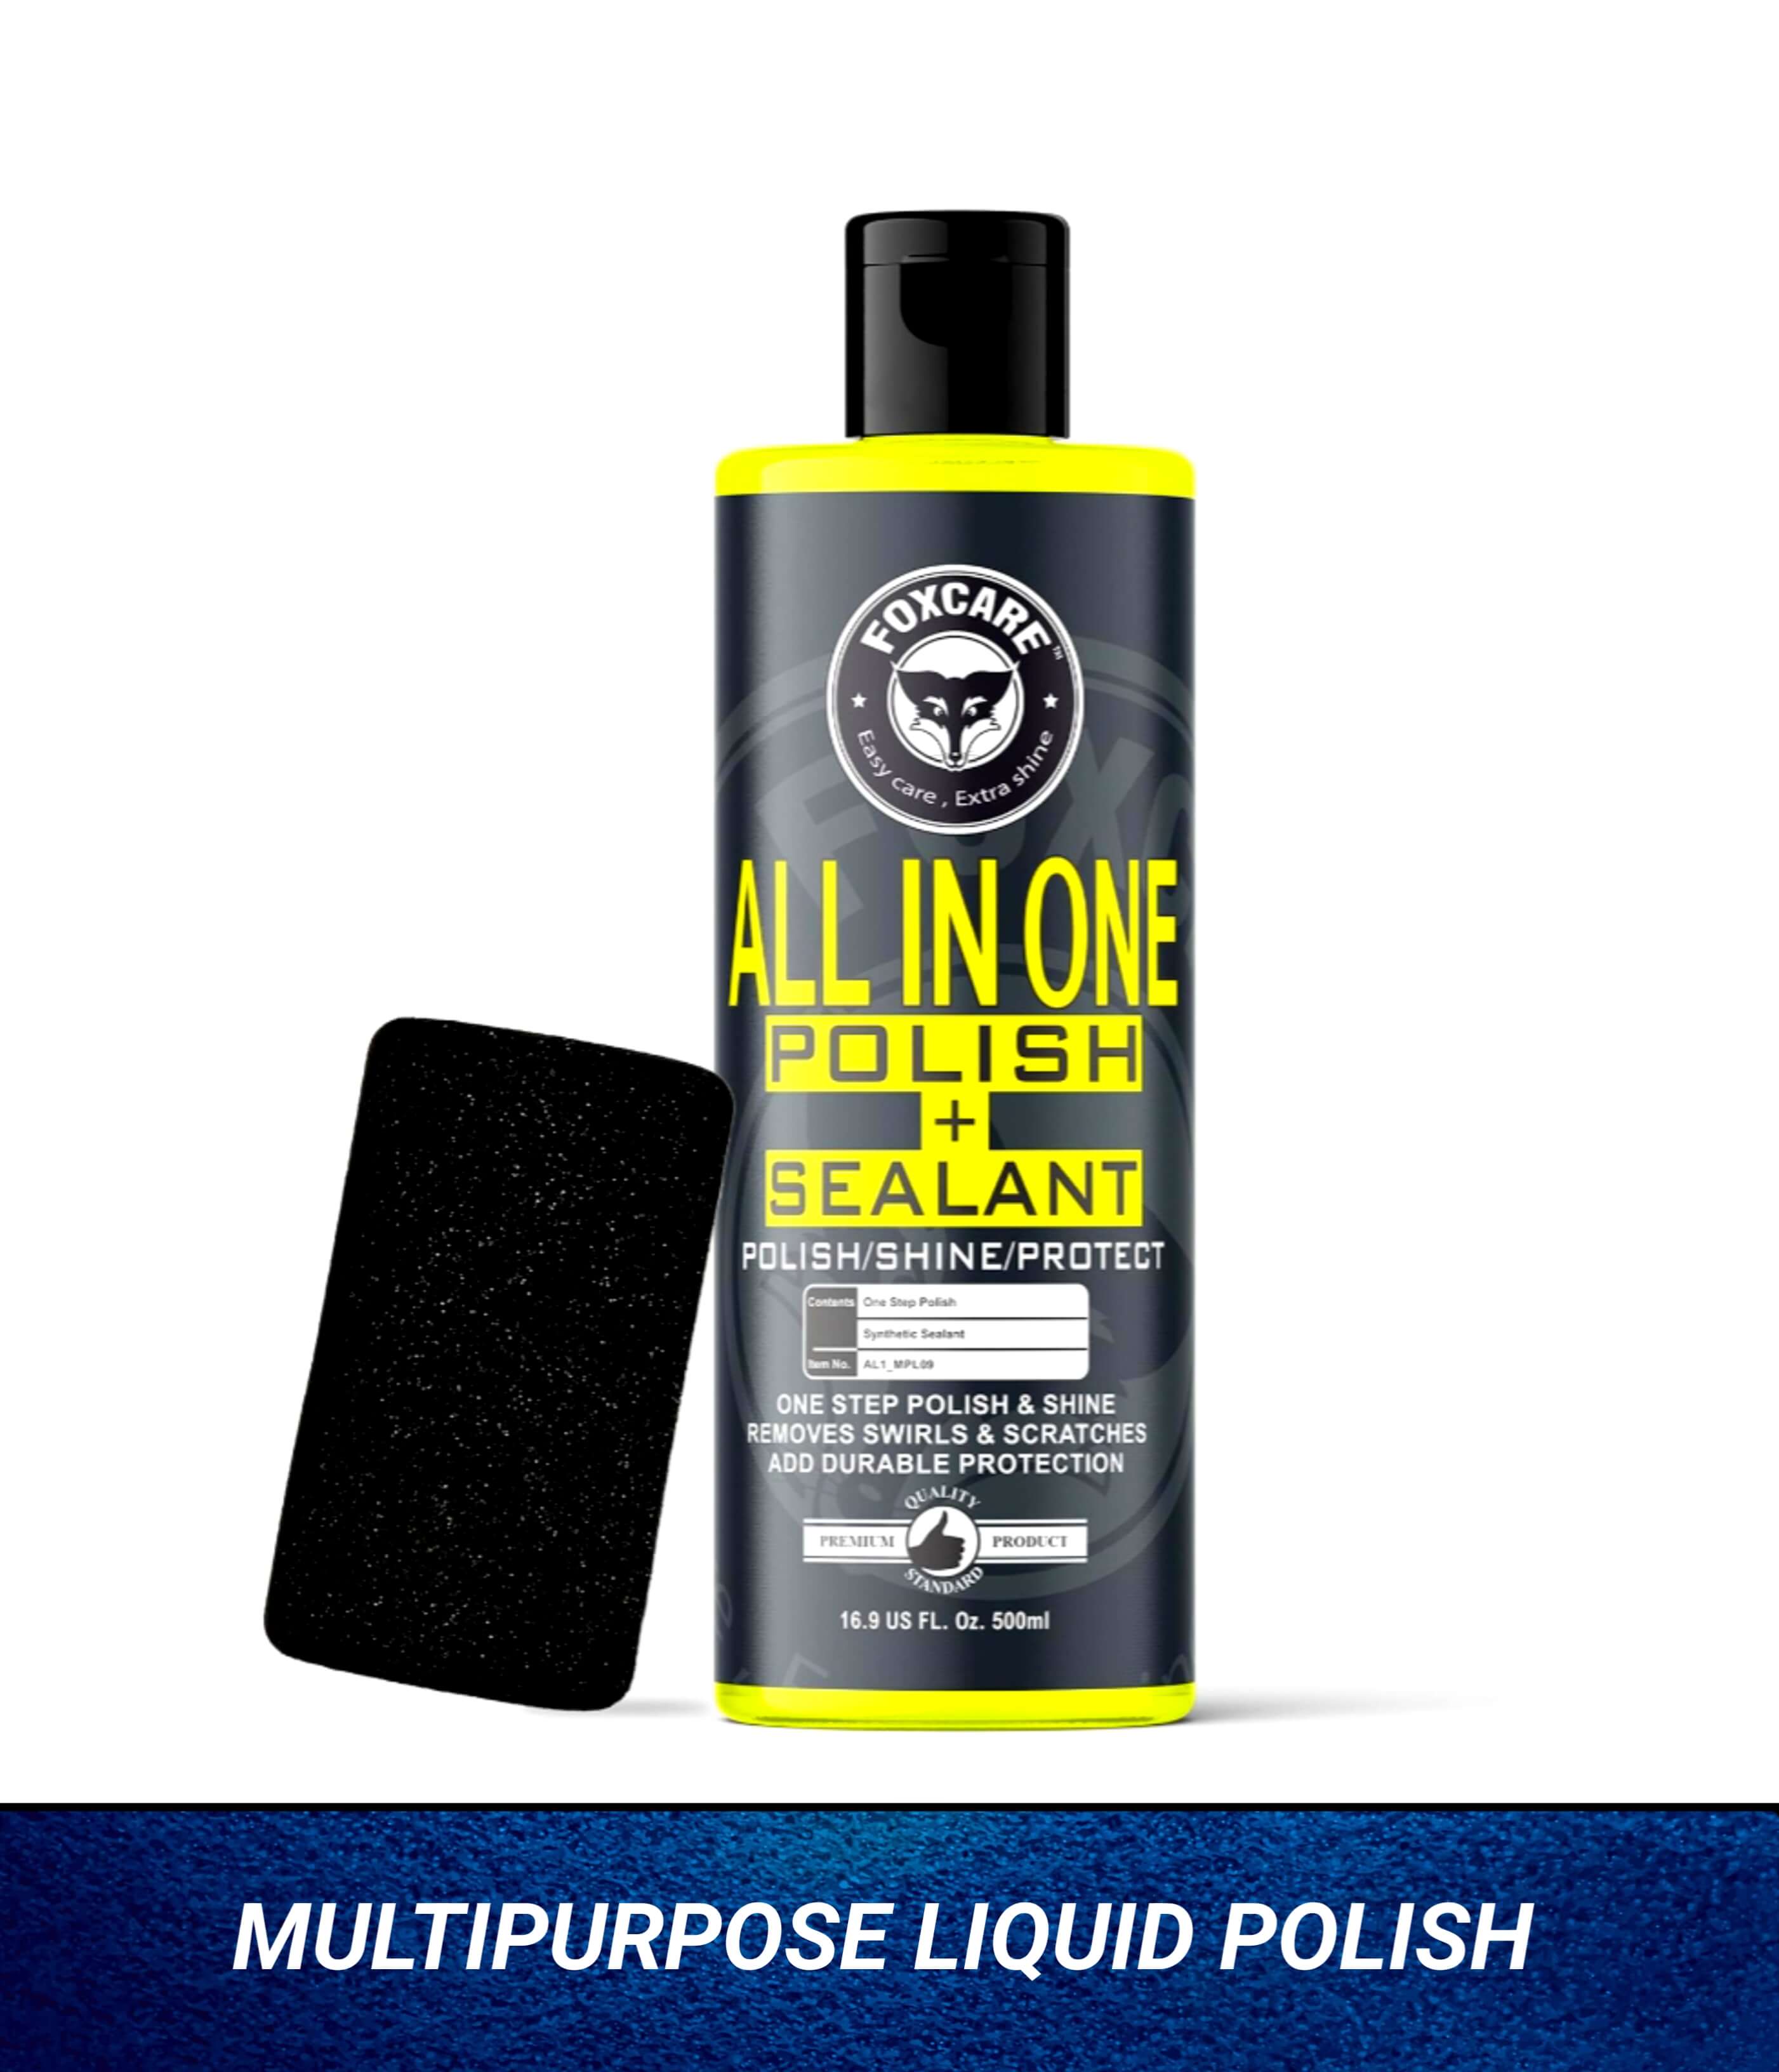 FOXCARE™
Easy care , Extra shine
ALL IN ONE
POLISH
+
SEALANT
POLISH/SHINE/PROTECT
Contents One Step Polish
Synthetic Sealant
Item No. AL1_MPL09
ONE STEP POLISH & SHINE
REMOVES SWIRLS & SCRATCHES
ADD DURABLE PROTECTION
QUALITY
PREMIUM PRODUCT
STANDARD
16.9 US FL. Oz. 500ml
MULTIPURPOSE LIQUID POLISH